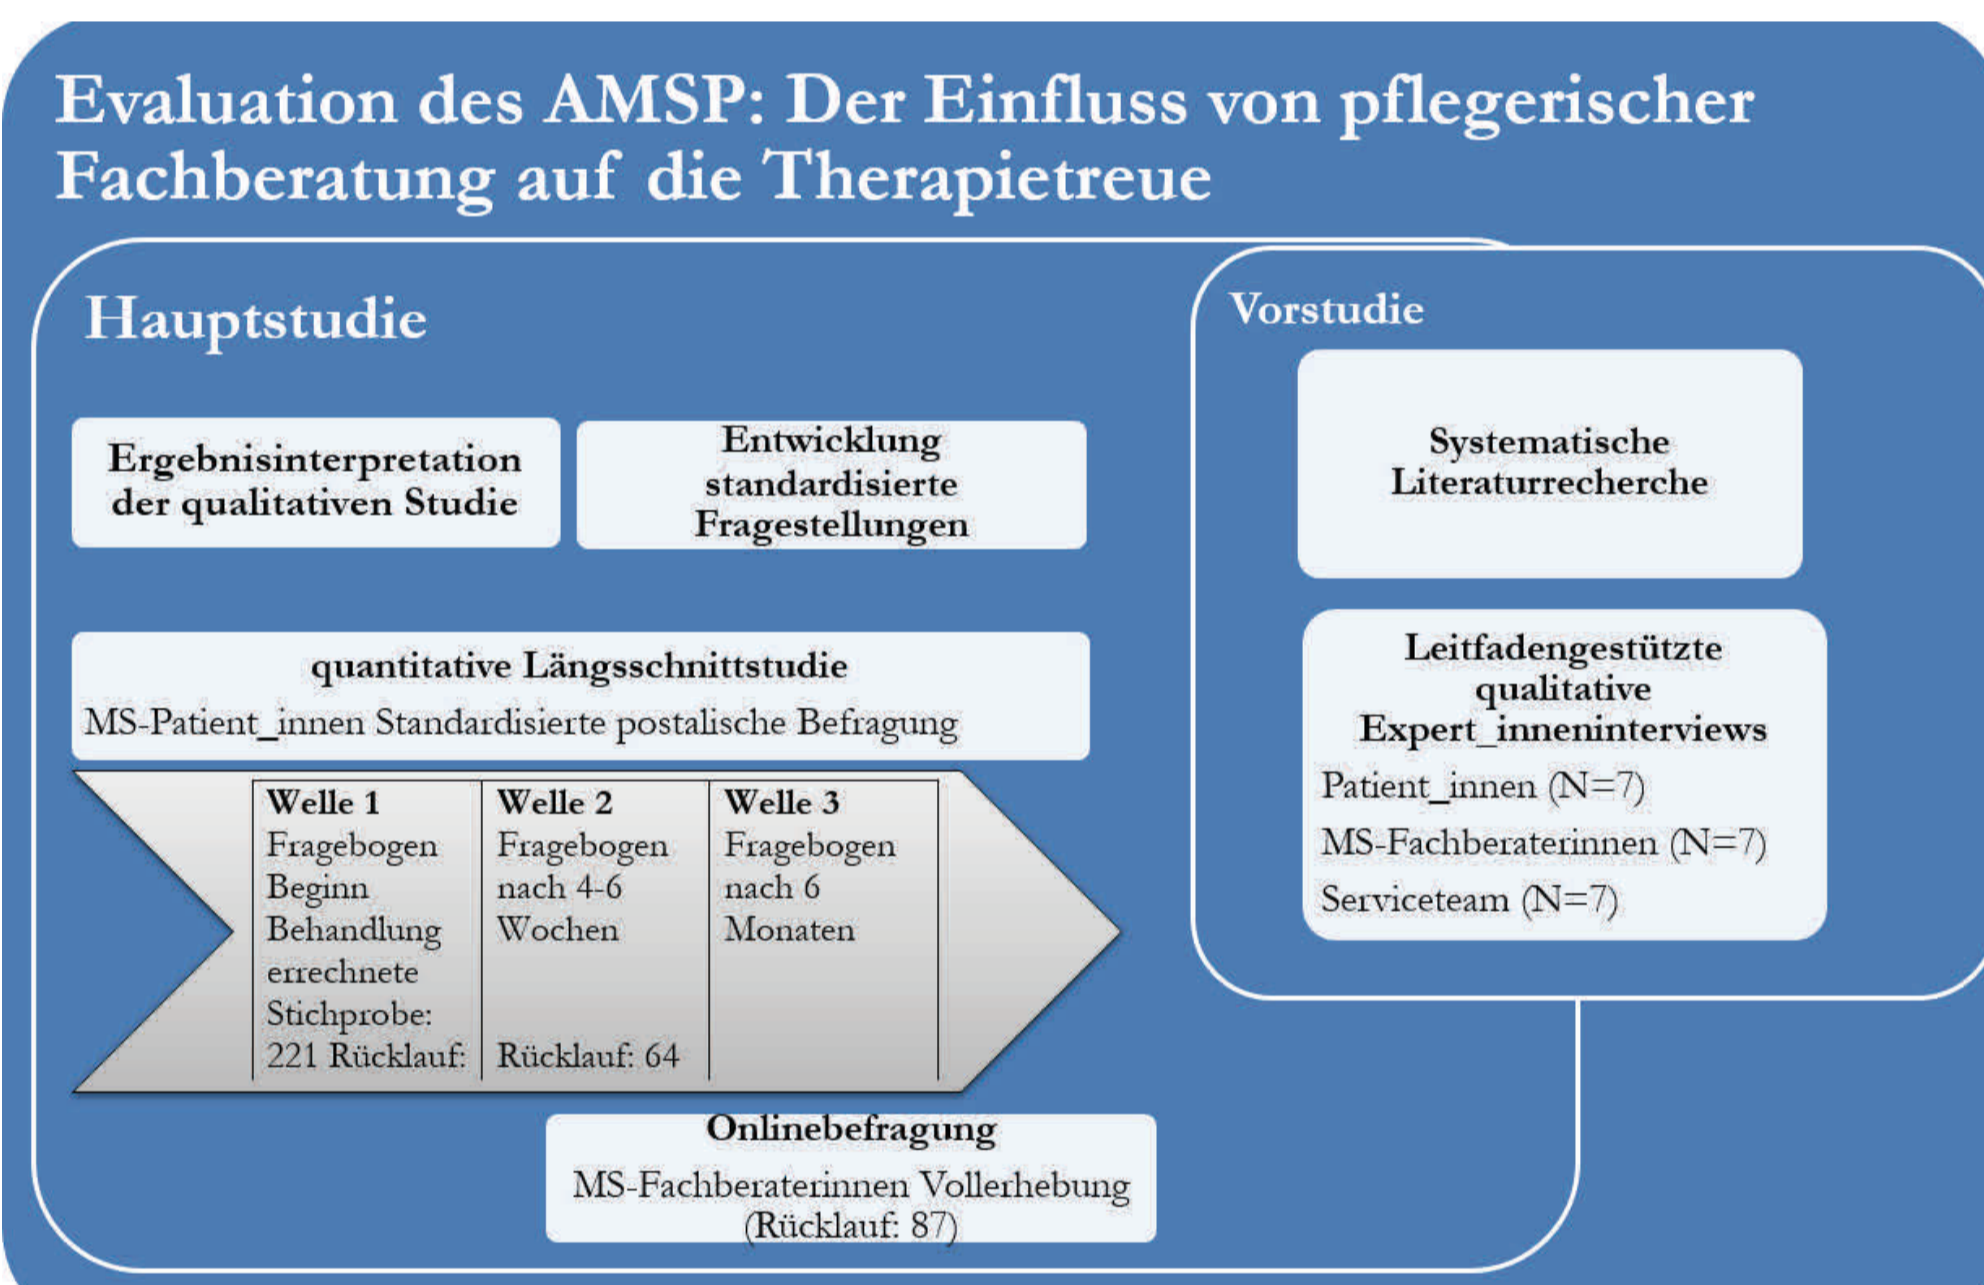 Evaluation des AMSP: Der Einfluss von pflegerischer
Fachberatung auf die Therapietreue
Hauptstudie
Ergebnisinterpretation
der qualitativen Studie
Entwicklung
standardisierte
Fragestellungen
quantitative Längsschnittstudie
MS-Patient_innen Standardisierte postalische Befragung
Welle 1
Fragebogen
Beginn
Behandlung
errechnete
Stichprobe:
221 Rücklauf:
Welle 2
Fragebogen
nach 4-6
Wochen
Rücklauf: 64
Welle 3
Fragebogen
nach 6
Monaten
Onlinebefragung
MS-Fachberaterinnen Vollerhebung
(Rücklauf: 87)
Vorstudie
Systematische
Literaturrecherche
Leitfadengestützte
qualitative
Expert_inneninterviews
Patient_innen (N=7)
MS-Fachberaterinnen (N=7)
Serviceteam (N=7)